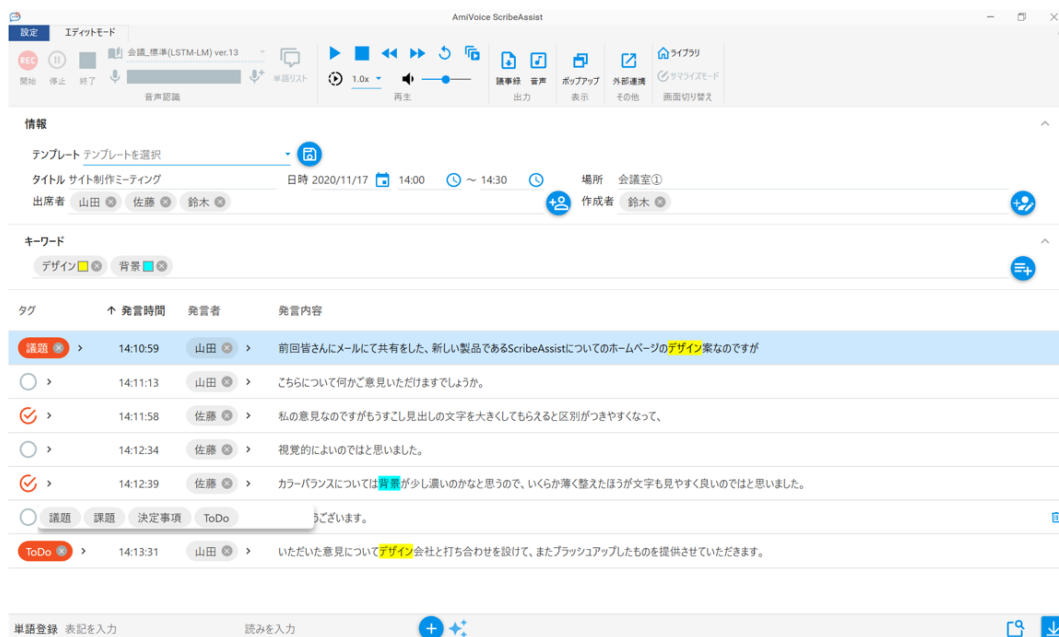 AmiVoice ScribeAssist
設定 エディットモード
REC 会議_標準(LSTM-LM) ver.13
開始 停止 終了 単語リスト 1.0x 議事録 音声 ポップアップ 外部連携 ライブラリ サマライズモード
音声認識 再生 出力 表示 その他 画面切り替え
情報
テンプレート テンプレートを選択
タイトル サイト制作ミーティング 日時 2020/11/17 14:00 ~ 14:30 場所 会議室①
出席者 山田 佐藤 鈴木 作成者 鈴木
キーワード
デザイン 背景
タグ 発言時間 発言者 発言内容
議題 14:10:59 山田 前回皆さんにメールにて共有をした、新しい製品であるScribeAssistについてのホームページのデザイン案なのですが
14:11:13 山田 こちらについて何かご意見いただけますでしょうか。
14:11:58 佐藤 私の意見なのですがもうすこし見出しの文字を大きくしてもらえると区別がつきやすくなって、
14:12:34 佐藤 視覚的によいのではと思いました。
14:12:39 佐藤 カラーバランスについては背景が少し濃いのかなと思うので、いくらか薄く整えたほうが文字も見やすく良いのではと思いました。
議題 課題 決定事項 ToDo うございます。
ToDo 14:13:31 山田 いただいた意見についてデザイン会社と打ち合わせを設けて、またブラッシュアップしたものを提供させていただきます。
単語登録 表記を入力 読みを入力